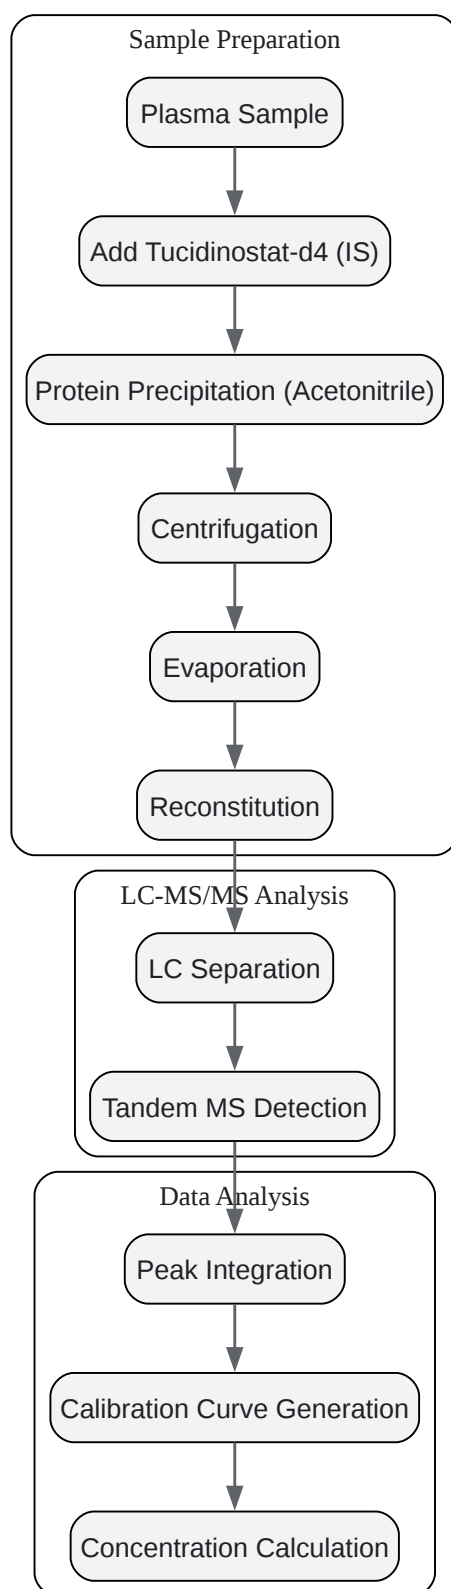 Sample Preparation
Plasma Sample
Add Tucidinostat-d4 (IS)
Protein Precipitation (Acetonitrile)
Centrifugation
Evaporation
Reconstitution
LC-MS/MS Analysis
LC Separation
Tandem MS Detection
Data Analysis
Peak Integration
Calibration Curve Generation
Concentration Calculation